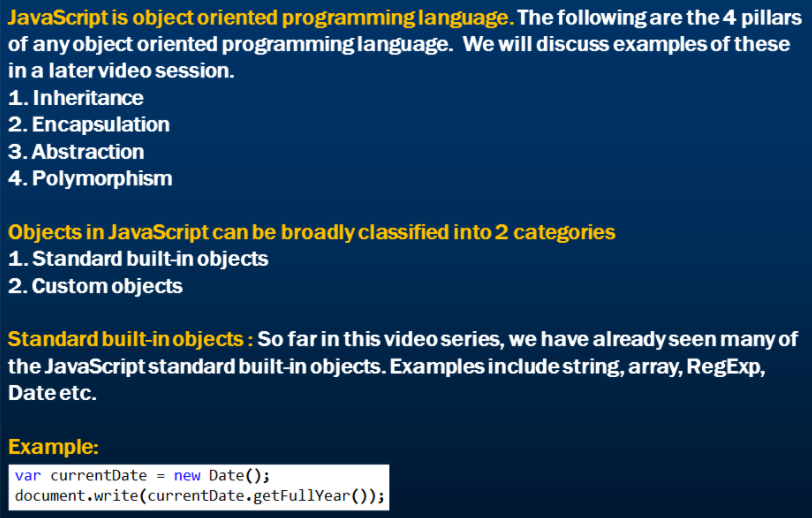 JavaScript is object oriented programming language. The following are the 4 pillars
of any object oriented programming language. We will discuss examples of these
in a later video session.
1. Inheritance
2. Encapsulation
3. Abstraction
4. Polymorphism
Objects in JavaScript can be broadly classified into 2 categories
1. Standard built-in objects
2. Custom objects
Standard built-in objects : So far in this video series, we have already seen many of
the JavaScript standard built-in objects. Examples include string, array, RegExp,
Date etc.
Example:
var currentDate = new Date();
document.write(currentDate.getFullYear());